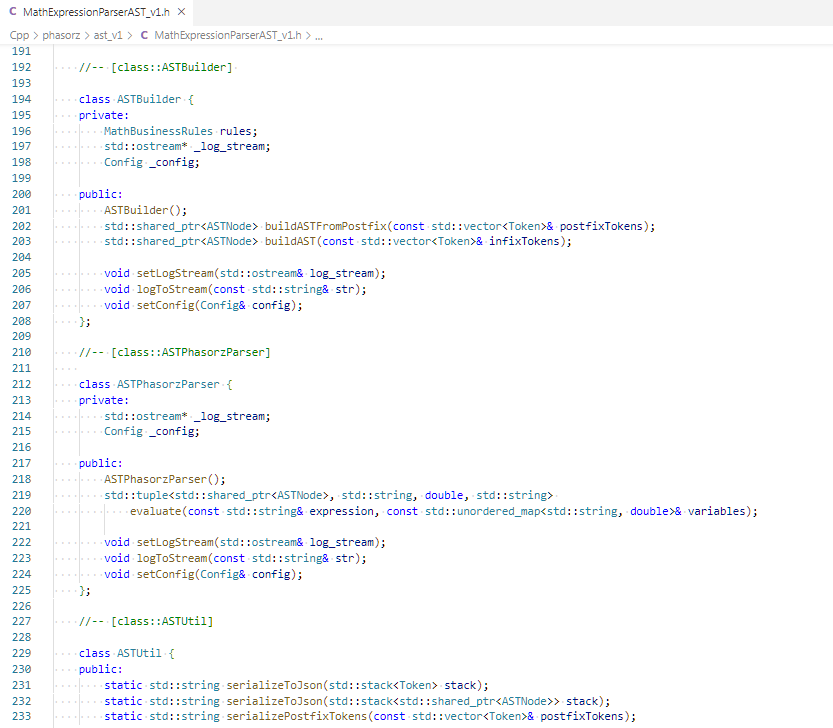 MathExpressionParserAST_v1.h ×
Cpp > phasorz > ast_v1 > C MathExpressionParserAST_v1.h > ...
191
192 //-- [class::ASTBuilder]
193
194 class ASTBuilder {
195 private:
196 MathBusinessRules rules;
197 std::ostream* _log_stream;
198 Config _config;
199
200 public:
201 ASTBuilder();
202 std::shared_ptr<ASTNode> buildASTFromPostfix(const std::vector<Token>& postfixTokens);
203 std::shared_ptr<ASTNode> buildAST(const std::vector<Token>& infixTokens);
204
205 void setLogStream(std::ostream& log_stream);
206 void logToStream(const std::string& str);
207 void setConfig(Config& config);
208 };
209
210 //-- [class::ASTPhasorzParser]
211
212 class ASTPhasorzParser {
213 private:
214 std::ostream* _log_stream;
215 Config _config;
216
217 public:
218 ASTPhasorzParser();
219 std::tuple<std::shared_ptr<ASTNode>, std::string, double, std::string>
220 evaluate(const std::string& expression, const std::unordered_map<std::string, double>& variables);
221
222 void setLogStream(std::ostream& log_stream);
223 void logToStream(const std::string& str);
224 void setConfig(Config& config);
225 };
226
227 //-- [class::ASTUtil]
228
229 class ASTUtil {
230 public:
231 static std::string serializeToJson(std::stack<Token> stack);
232 static std::string serializeToJson(std::stack<std::shared_ptr<ASTNode>> stack);
233 static std::string serializePostfixTokens(const std::vector<Token>& postfixTokens);